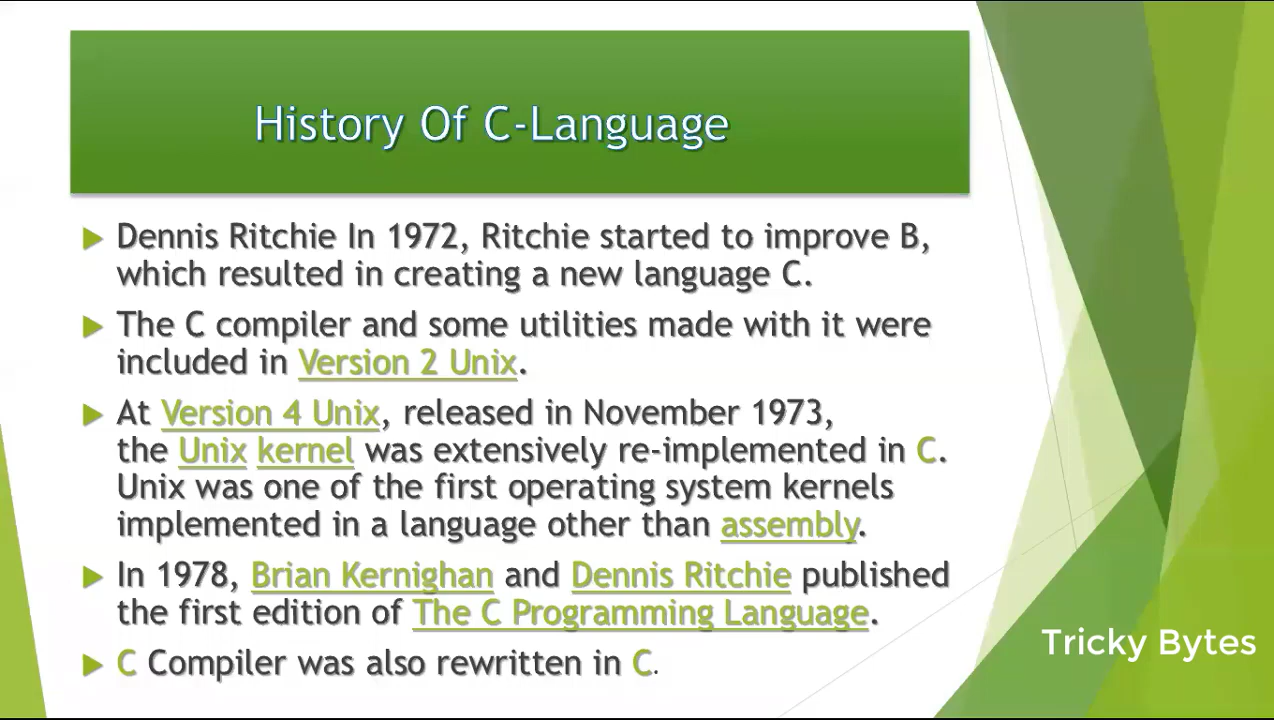 History Of C-Language
Dennis Ritchie In 1972, Ritchie started to improve B,
which resulted in creating a new language C.
The C compiler and some utilities made with it were
included in Version 2 Unix.
At Version 4 Unix, released in November 1973,
the Unix kernel was extensively re-implemented in C.
Unix was one of the first operating system kernels
implemented in a language other than assembly.
In 1978, Brian Kernighan and Dennis Ritchie published
the first edition of The C Programming Language.
C Compiler was also rewritten in C.
Tricky Bytes